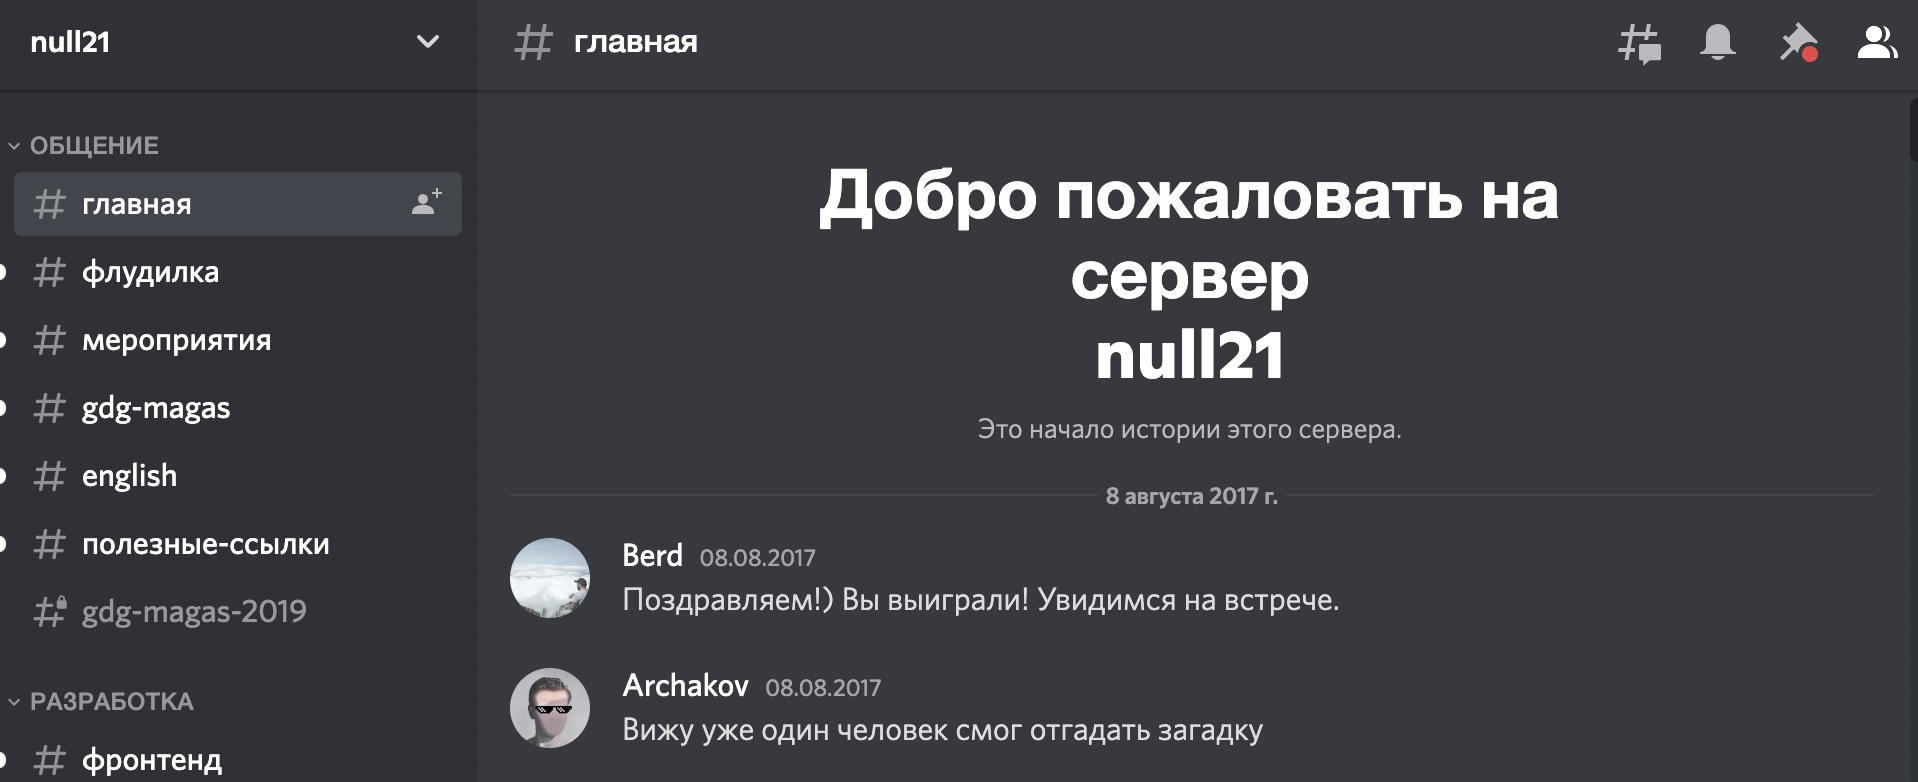 null21
ОБЩЕНИЕ
главная
флудилка
мероприятия
gdg-magas
english
полезные-ссылки
gdg-magas-2019
РАЗРАБОТКА
фронтенд
главная
Добро пожаловать на
сервер
null21
Это начало истории этого сервера.
8 августа 2017 г.
Berd 08.08.2017
Поздравляем!) Вы выиграли! Увидимся на встрече.
Archakov 08.08.2017
Вижу уже один человек смог отгадать загадку